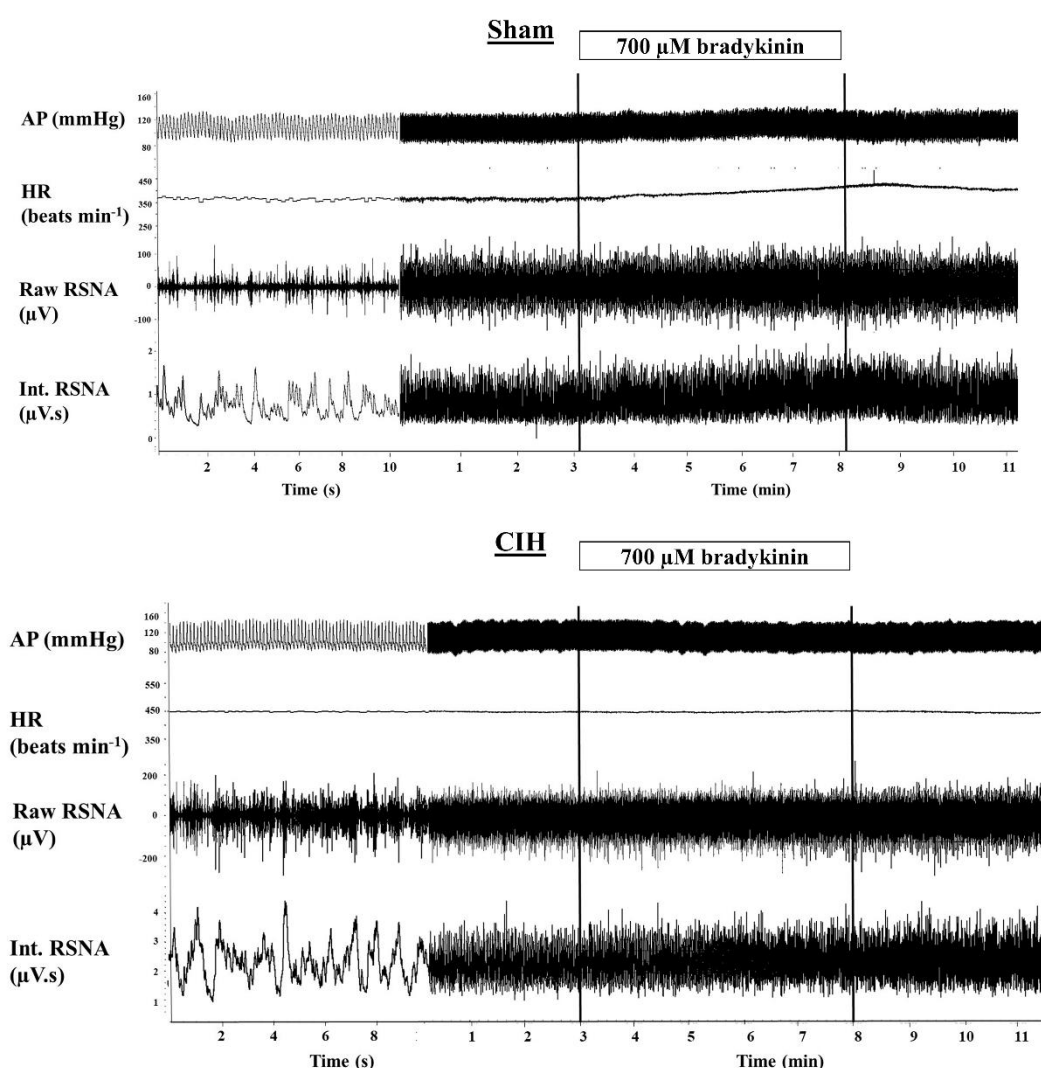 Sham
700 μM bradykinin
AP (mmHg)
160
120
80
HR
(beats min-1)
450
350
250
Raw RSNA
(μV)
100
0
-100
Int. RSNA
(μV.s)
2
1
0
2 4 6 8 10 1 2 3 4 5 6 7 8 9 10 11
Time (s) Time (min)
CIH
700 μM bradykinin
AP (mmHg)
160
120
80
HR
(beats min-1)
550
450
350
Raw RSNA
(μV)
200
0
-200
Int. RSNA
(μV.s)
4
3
2
1
2 4 6 8 1 2 3 4 5 6 7 8 9 10 11
Time (s) Time (min)